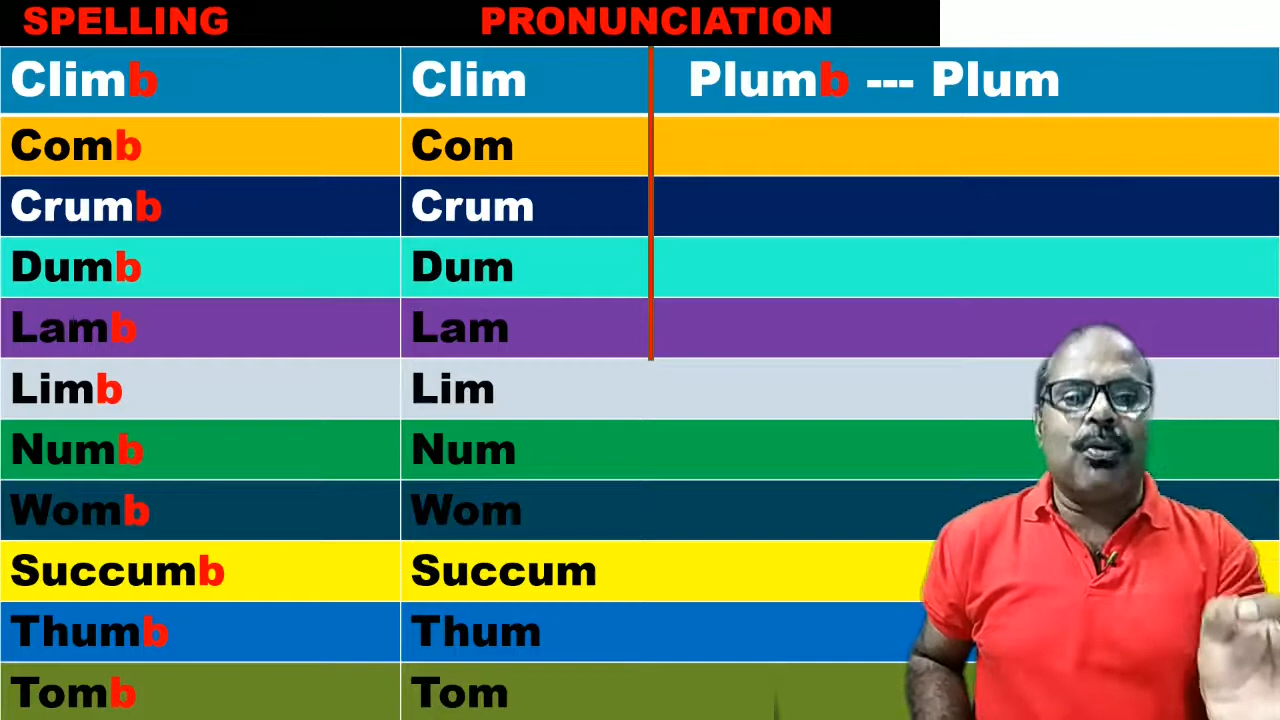 SPELLING PRONUNCIATION
Climb Clim Plumb --- Plum
Comb Com
Crumb Crum
Dumb Dum
Lamb Lam
Limb Lim
Numb Num
Womb Wom
Succumb Succum
Thumb Thum
Tomb Tom